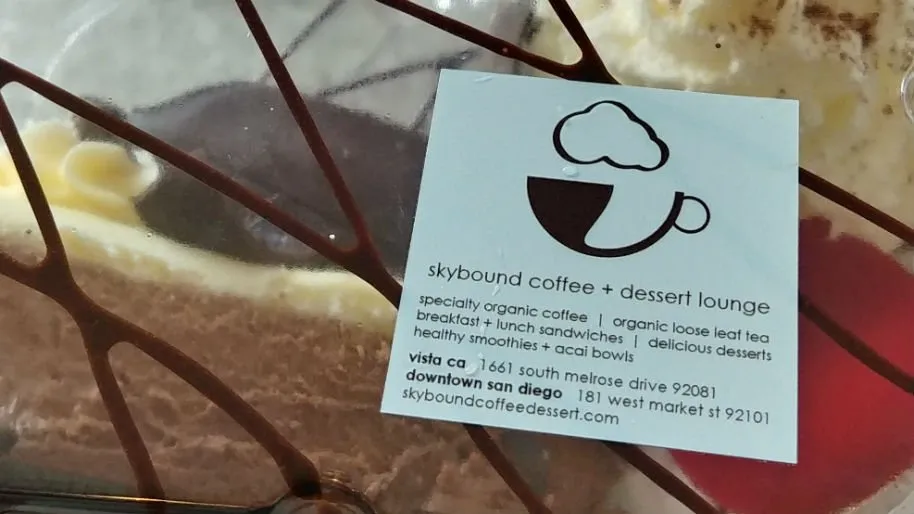 skybound coffee + dessert lounge
specialty organic coffee | organic loose leaf tea
breakfast + lunch sandwiches | delicious desserts
healthy smoothies + acai bowls
vista ca 1661 south melrose drive 92081
downtown san diego 181 west market st 92101
skyboundcoffeedessert.com